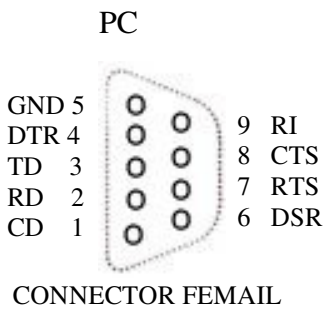 PC
GND 5
DTR 4
TD 3
RD 2
CD 1
9 RI
8 CTS
7 RTS
6 DSR
CONNECTOR FEMAIL